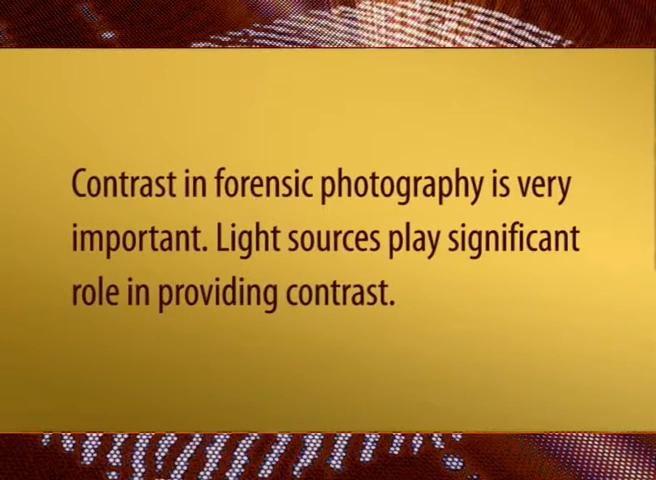 Contrast in forensic photography is very
important. Light sources play significant
role in providing contrast.